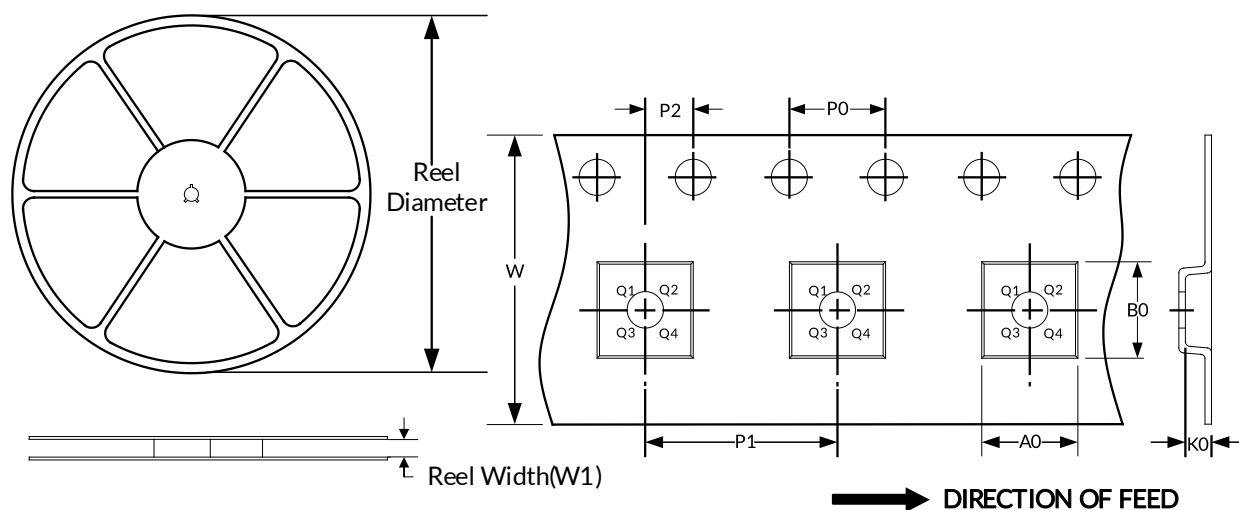 Reel
Diameter
Reel Width(W1)
P2
P0
W
Q1 Q2
Q3 Q4
Q1 Q2
Q3 Q4
Q1 Q2
Q3 Q4
B0
P1
A0
K0
DIRECTION OF FEED